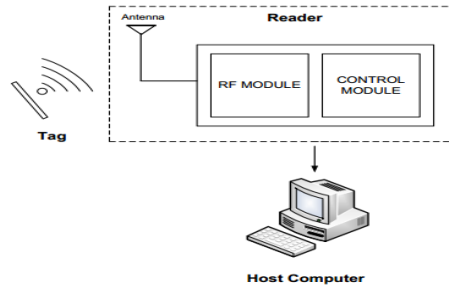 Antenna
Reader
RF MODULE
CONTROL
MODULE
Tag
Host Computer